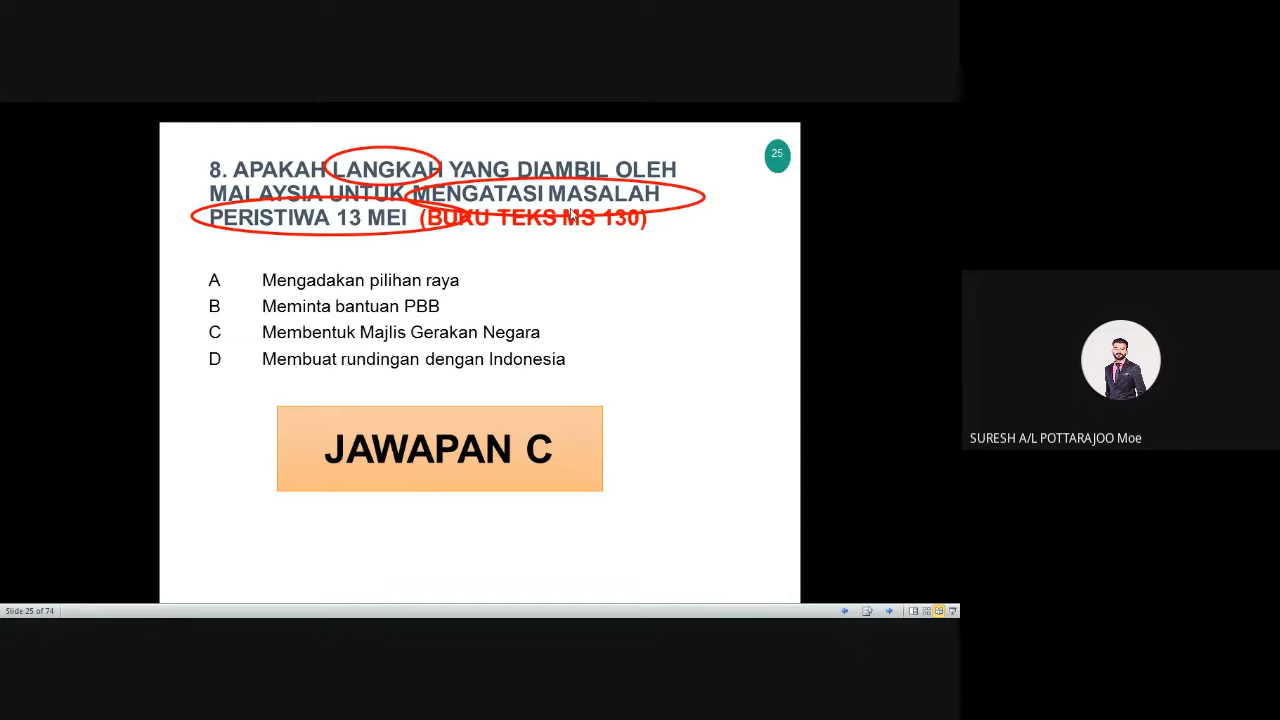 25
8. APAKAH LANGKAH YANG DIAMBIL OLEH
MALAYSIA UNTUK MENGATASI MASALAH
PERISTIWA 13 MEI (BUKU TEKS MS 130)
A Mengadakan pilihan raya
B Meminta bantuan PBB
C Membentuk Majlis Gerakan Negara
D Membuat rundingan dengan Indonesia
JAWAPAN C
SURESH A/L POTTARAJOO Moe
Slide 25 of 74